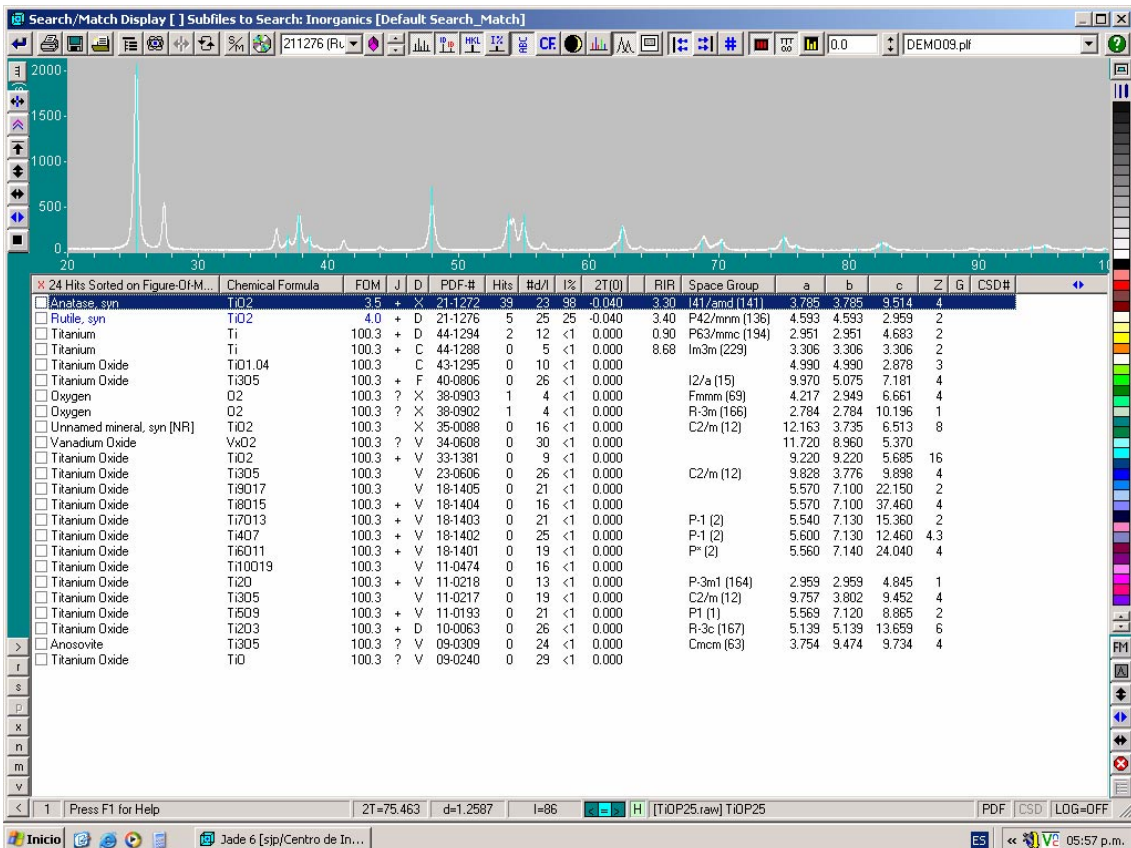 Search/Match Display [ ] Subfiles to Search: Inorganics [Default Search_Match]
S/M 211276 (Ru HKL I% CF # 0.0 DEMO09.plf
2000
1500
1000
500
0
20 30 40 50 60 70 80 90 10
X 24 Hits Sorted on Figure-Of-M... Chemical Formula FOM J D PDF-# Hits #d/I I% 2T(0) RIR Space Group a b c Z G CSD#
Anatase, syn TiO2 3.5 + X 21-1272 39 23 98 -0.040 3.30 I41/amd (141) 3.785 3.785 9.514 4
Rutile, syn TiO2 4.0 + D 21-1276 5 25 25 -0.040 3.40 P42/mnm (136) 4.593 4.593 2.959 2
Titanium Ti 100.3 + D 44-1294 2 12 <1 0.000 0.90 P63/mmc (194) 2.951 2.951 4.683 2
Titanium Ti 100.3 + C 44-1288 0 5 <1 0.000 8.68 Im3m (229) 3.306 3.306 3.306 2
Titanium Oxide TiO1.04 100.3 C 43-1295 0 10 <1 0.000 4.990 4.990 2.878 3
Titanium Oxide Ti3O5 100.3 + F 40-0806 0 26 <1 0.000 I2/a (15) 9.970 5.075 7.181 4
Oxygen O2 100.3 ? X 38-0903 1 4 <1 0.000 Fmmm (69) 4.217 2.949 6.661 4
Oxygen O2 100.3 ? X 38-0902 1 4 <1 0.000 R-3m (166) 2.784 2.784 10.196 1
Unnamed mineral, syn [NR] TiO2 100.3 X 35-0088 0 16 <1 0.000 C2/m (12) 12.163 3.735 6.513 8
Vanadium Oxide VxO2 100.3 ? V 34-0608 0 30 <1 0.000 11.720 8.960 5.370
Titanium Oxide TiO2 100.3 + V 33-1381 0 9 <1 0.000 9.220 9.220 5.685 16
Titanium Oxide Ti3O5 100.3 V 23-0606 0 26 <1 0.000 C2/m (12) 9.828 3.776 9.898 4
Titanium Oxide Ti9O17 100.3 V 18-1405 0 21 <1 0.000 5.570 7.100 22.150 2
Titanium Oxide Ti8O15 100.3 + V 18-1404 0 16 <1 0.000 5.570 7.100 37.460 4
Titanium Oxide Ti7O13 100.3 + V 18-1403 0 21 <1 0.000 P-1 (2) 5.540 7.130 15.360 2
Titanium Oxide Ti4O7 100.3 + V 18-1402 0 25 <1 0.000 P-1 (2) 5.600 7.130 12.460 4.3
Titanium Oxide Ti6O11 100.3 + V 18-1401 0 19 <1 0.000 P* (2) 5.560 7.140 24.040 4
Titanium Oxide Ti10O19 100.3 V 11-0474 0 16 <1 0.000
Titanium Oxide Ti2O 100.3 + V 11-0218 0 13 <1 0.000 P-3m1 (164) 2.959 2.959 4.845 1
Titanium Oxide Ti3O5 100.3 V 11-0217 0 19 <1 0.000 C2/m (12) 9.757 3.802 9.452 4
Titanium Oxide Ti5O9 100.3 + V 11-0193 0 21 <1 0.000 P1 (1) 5.569 7.120 8.865 2
Titanium Oxide Ti2O3 100.3 + D 10-0063 0 26 <1 0.000 R-3c (167) 5.139 5.139 13.659 6
Anosovite Ti3O5 100.3 ? V 09-0309 0 24 <1 0.000 Cmcm (63) 3.754 9.474 9.734 4
Titanium Oxide TiO 100.3 ? V 09-0240 0 29 <1 0.000
>
r
s
p
x
n
m
v
FM
< 1 Press F1 for Help 2T=75.463 d=1.2587 I=86 < = > H [TiOP25.raw] TiOP25 PDF CSD LOG=OFF
Inicio Jade 6 [sjp/Centro de In... ES « 05:57 p.m.